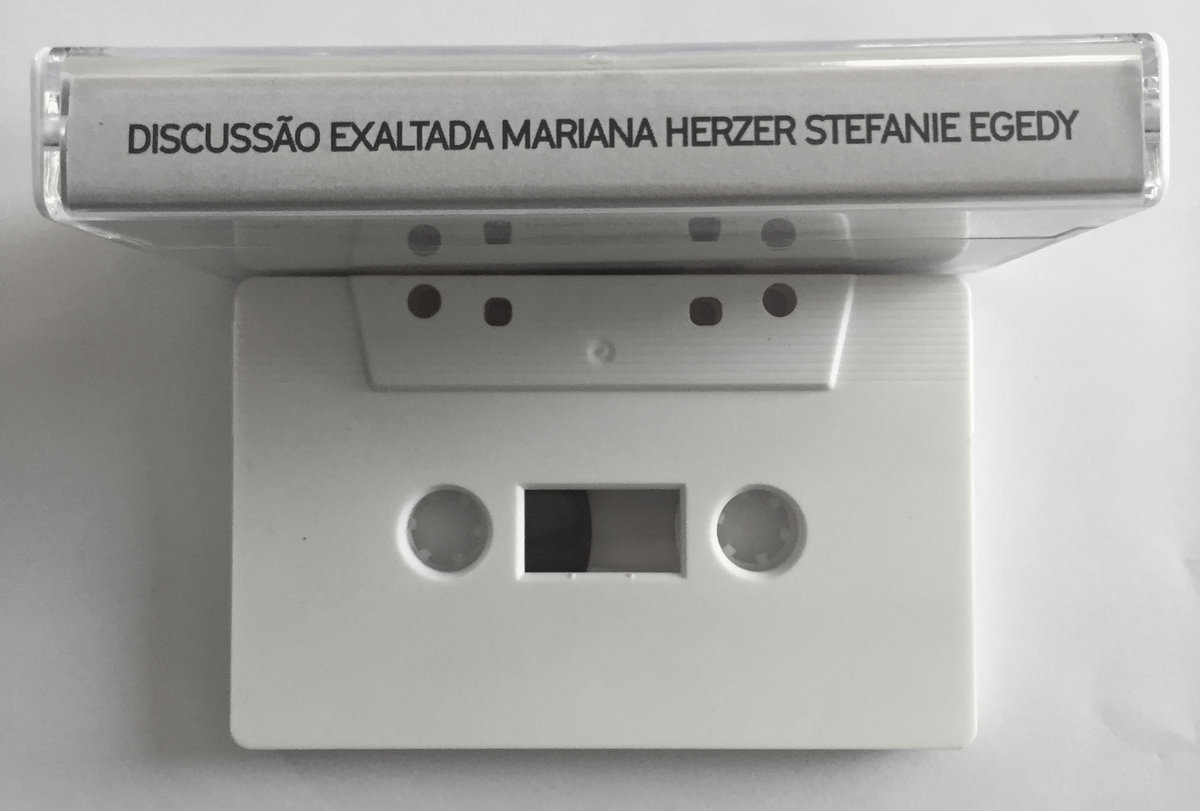 DISCUSSÃO EXALTADA MARIANA HERZER STEFANIE EGEDY